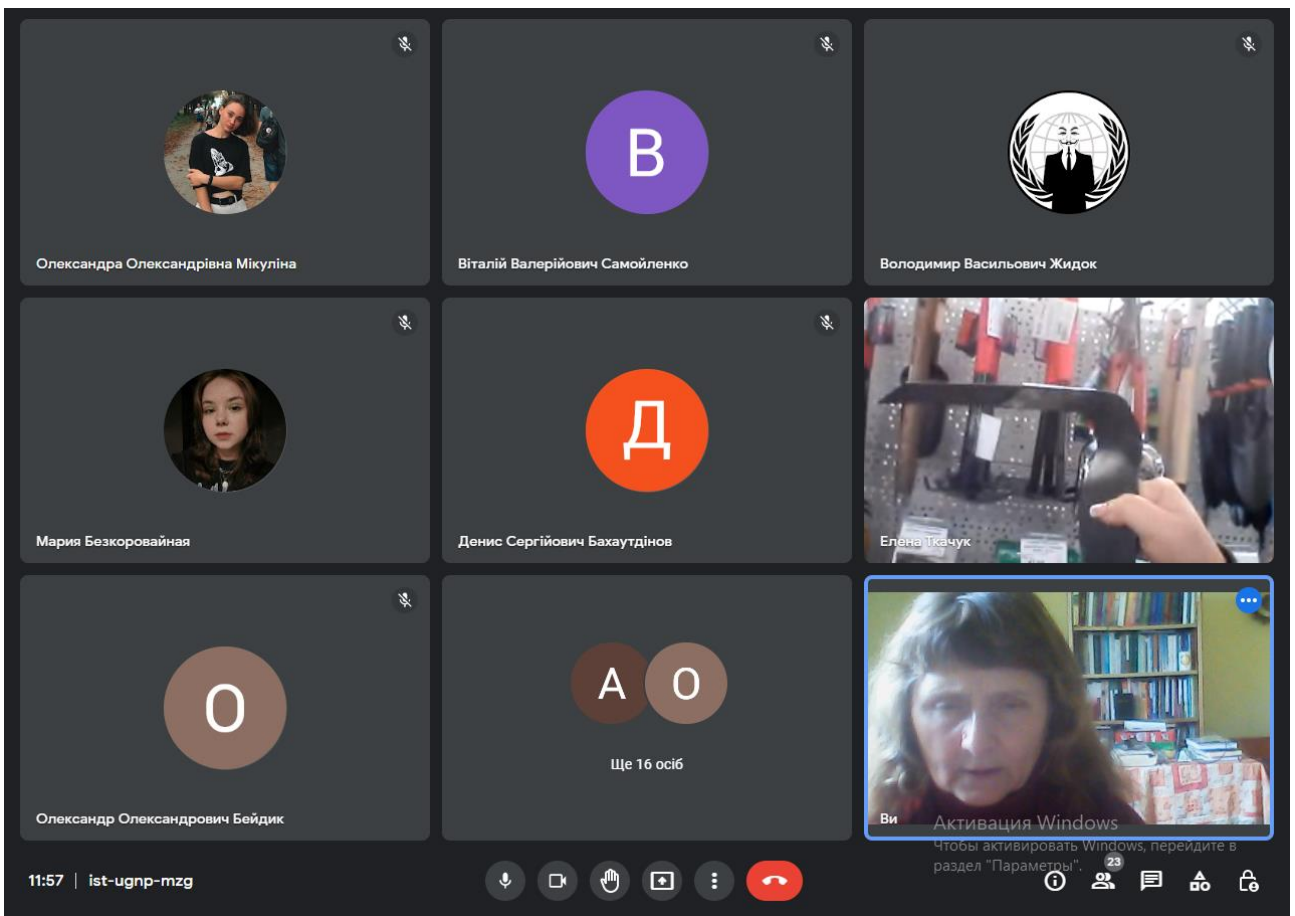 Олександра Олександрівна Мікуліна
В
Віталій Валерійович Самойленко
Володимир Васильович Жидок
Мария Безкоровайная
Д
Денис Сергійович Бахаутдінов
Елена Ткачук
О
Олександр Олександрович Бейдик
А О
Ще 16 осіб
Ви
Активация Windows
Чтобы активировать Windows, перейдите в
раздел "Параметры".
11:57 | ist-ugnp-mzg
23